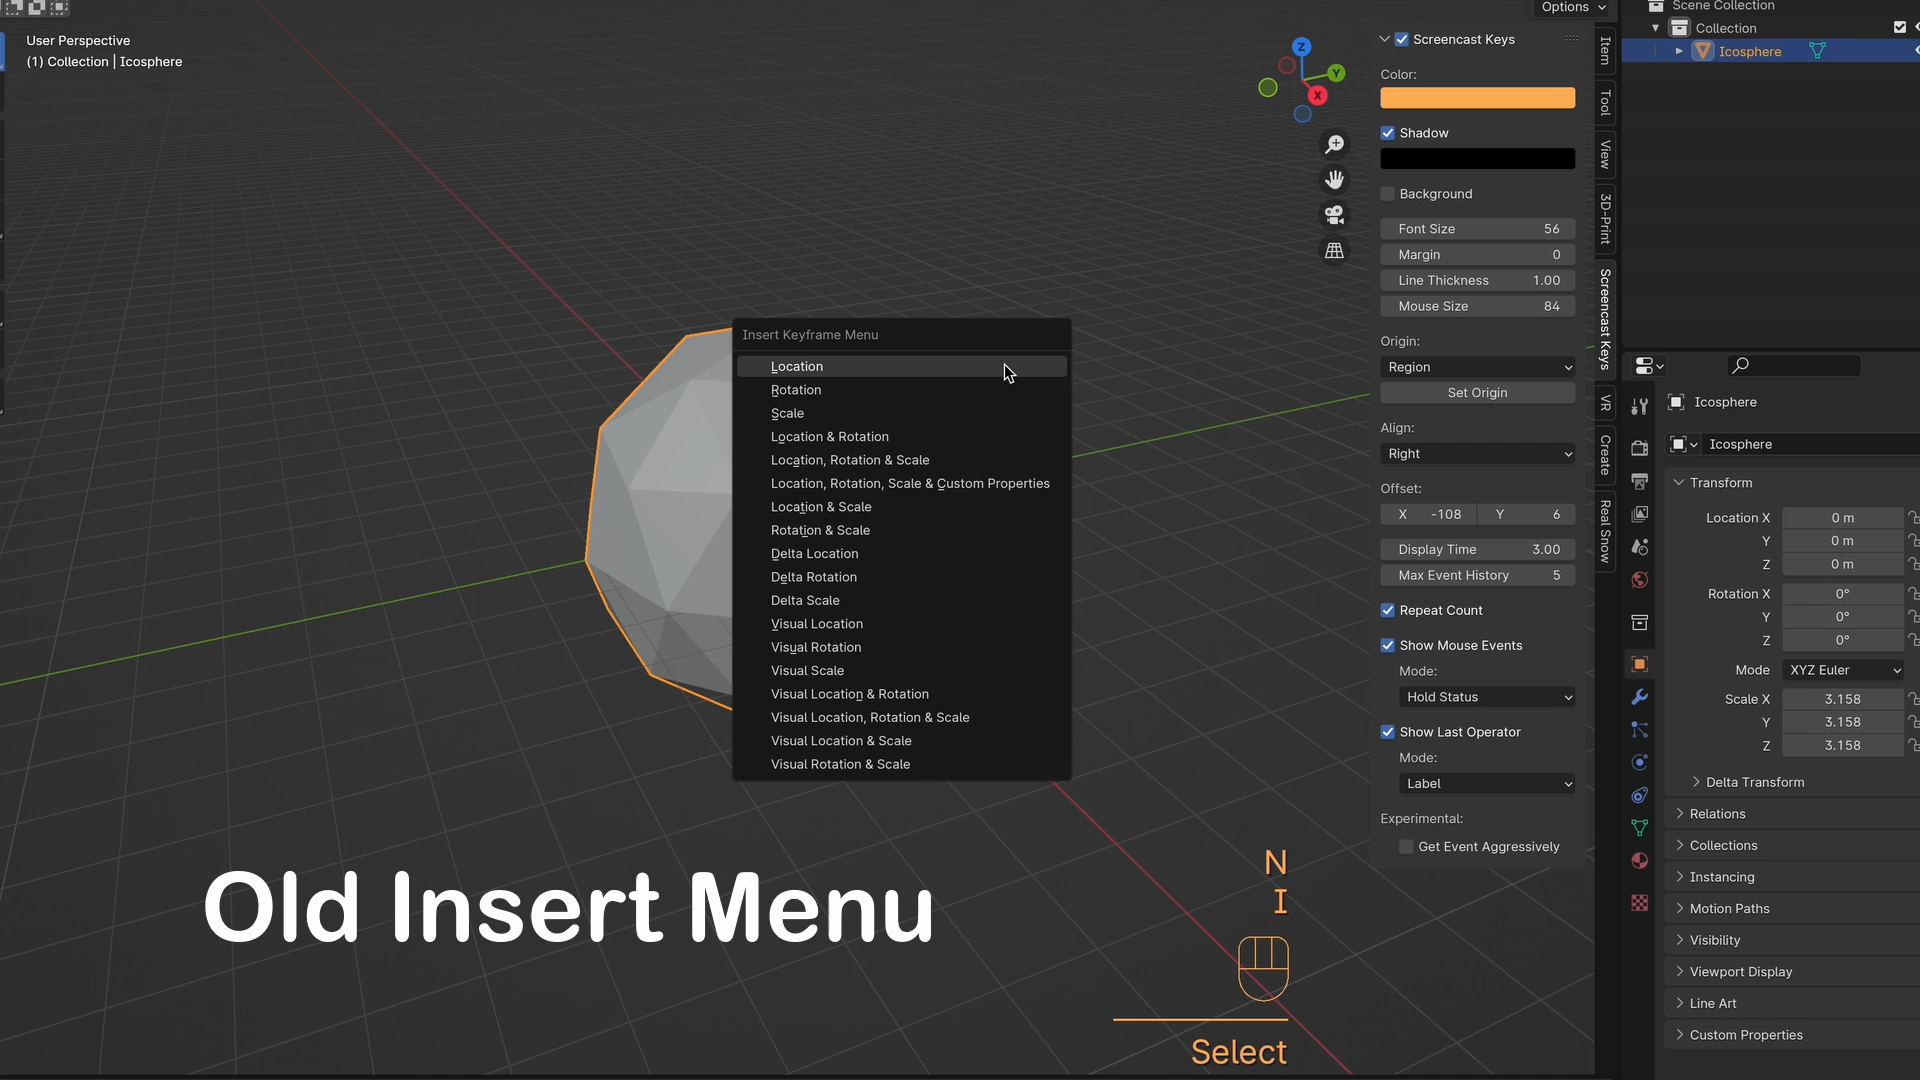 Options
User Perspective
(1) Collection | Icosphere
Z
Y
X
Insert Keyframe Menu
Location
Rotation
Scale
Location & Rotation
Location, Rotation & Scale
Location, Rotation, Scale & Custom Properties
Location & Scale
Rotation & Scale
Delta Location
Delta Rotation
Delta Scale
Visual Location
Visual Rotation
Visual Scale
Visual Location & Rotation
Visual Location, Rotation & Scale
Visual Location & Scale
Visual Rotation & Scale
Old Insert Menu
N
I
Select
Screencast Keys
Color:
Shadow
Background
Font Size 56
Margin 0
Line Thickness 1.00
Mouse Size 84
Origin:
Region
Set Origin
Align:
Right
Offset:
X -108 Y 6
Display Time 3.00
Max Event History 5
Repeat Count
Show Mouse Events
Mode:
Hold Status
Show Last Operator
Mode:
Label
Experimental:
Get Event Aggressively
Item
Tool
View
3D-Print
Screencast Keys
VR
Create
Real Snow
Scene Collection
Collection
Icosphere
Icosphere
Icosphere
Transform
Location X 0 m
Y 0 m
Z 0 m
Rotation X 0°
Y 0°
Z 0°
Mode XYZ Euler
Scale X 3.158
Y 3.158
Z 3.158
Delta Transform
Relations
Collections
Instancing
Motion Paths
Visibility
Viewport Display
Line Art
Custom Properties